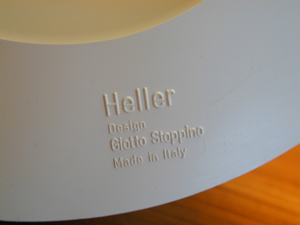 Heller
Design
Giotto Stoppino
Made in Italy